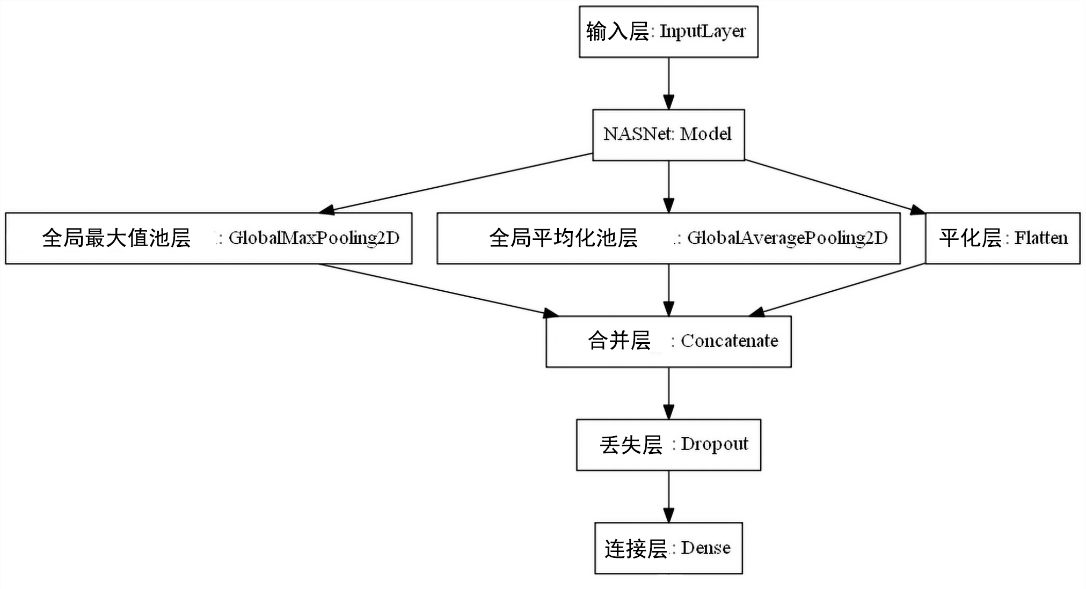 输入层: InputLayer
NASNet: Model
全局最大值池层 : GlobalMaxPooling2D
全局平均化池层 .: GlobalAveragePooling2D
平化层: Flatten
合并层 : Concatenate
丢失层 : Dropout
连接层.: Dense